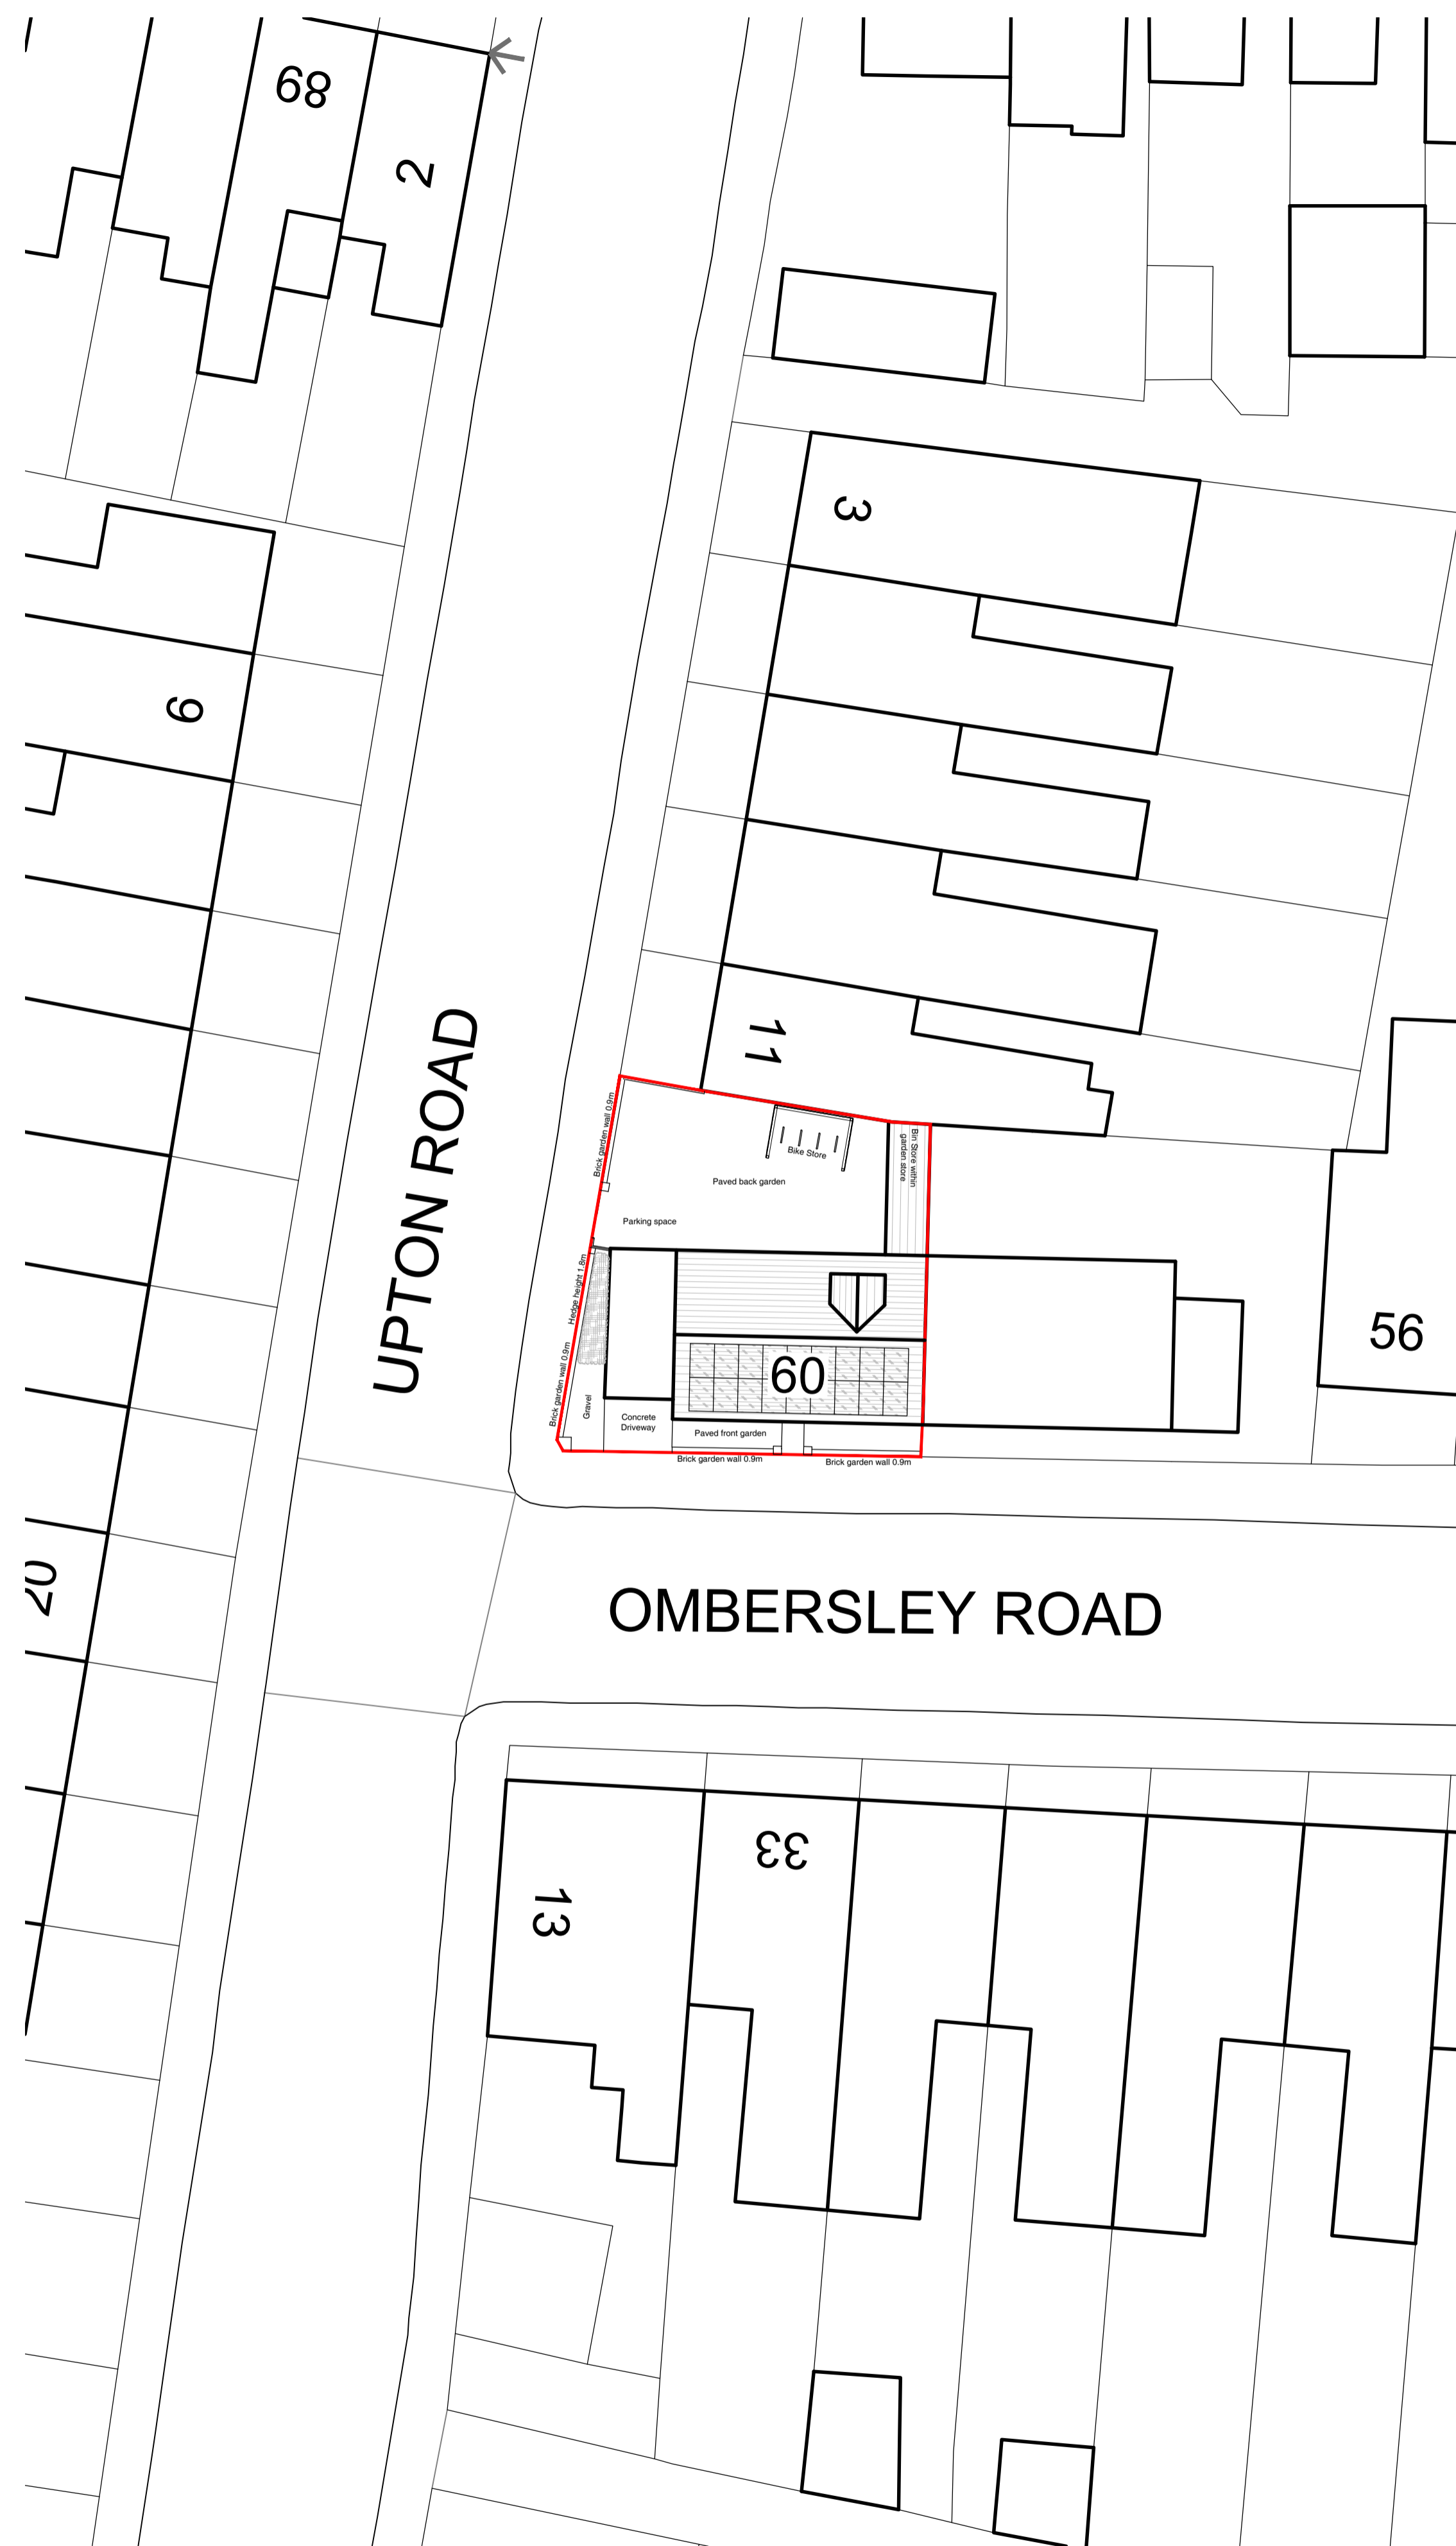 68
2
3
6
11
UPTON ROAD
Brick garden wall 0.9m
Bike Store
Bin Store within
garden store
Paved back garden
Parking space
Hedge height 1.8m
56
60
Brick garden wall 0.9m
Gravel
Concrete
Driveway
Paved front garden
Brick garden wall 0.9m
Brick garden wall 0.9m
20
OMBERSLEY ROAD
33
13